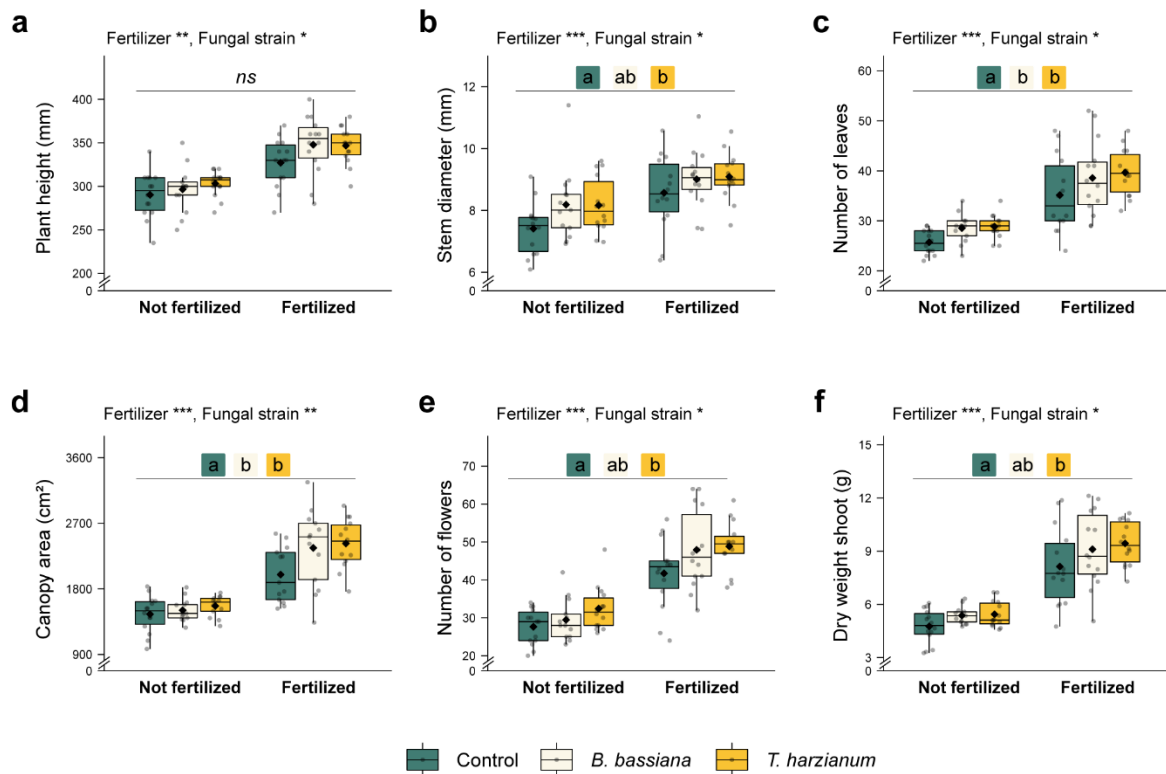 a
Fertilizer **, Fungal strain *
ns
Plant height (mm)
400
350
300
250
200
0
Not fertilized Fertilized
b
Fertilizer ***, Fungal strain *
a ab b
Stem diameter (mm)
12
10
8
6
0
Not fertilized Fertilized
c
Fertilizer ***, Fungal strain *
a b b
Number of leaves
60
50
40
30
20
0
Not fertilized Fertilized
d
Fertilizer ***, Fungal strain **
a b b
Canopy area (cm²)
3600
2700
1800
900
0
Not fertilized Fertilized
e
Fertilizer ***, Fungal strain *
a ab b
Number of flowers
70
60
50
40
30
20
0
Not fertilized Fertilized
f
Fertilizer ***, Fungal strain *
a ab b
Dry weight shoot (g)
15
12
9
6
3
0
Not fertilized Fertilized
Control B. bassiana T. harzianum